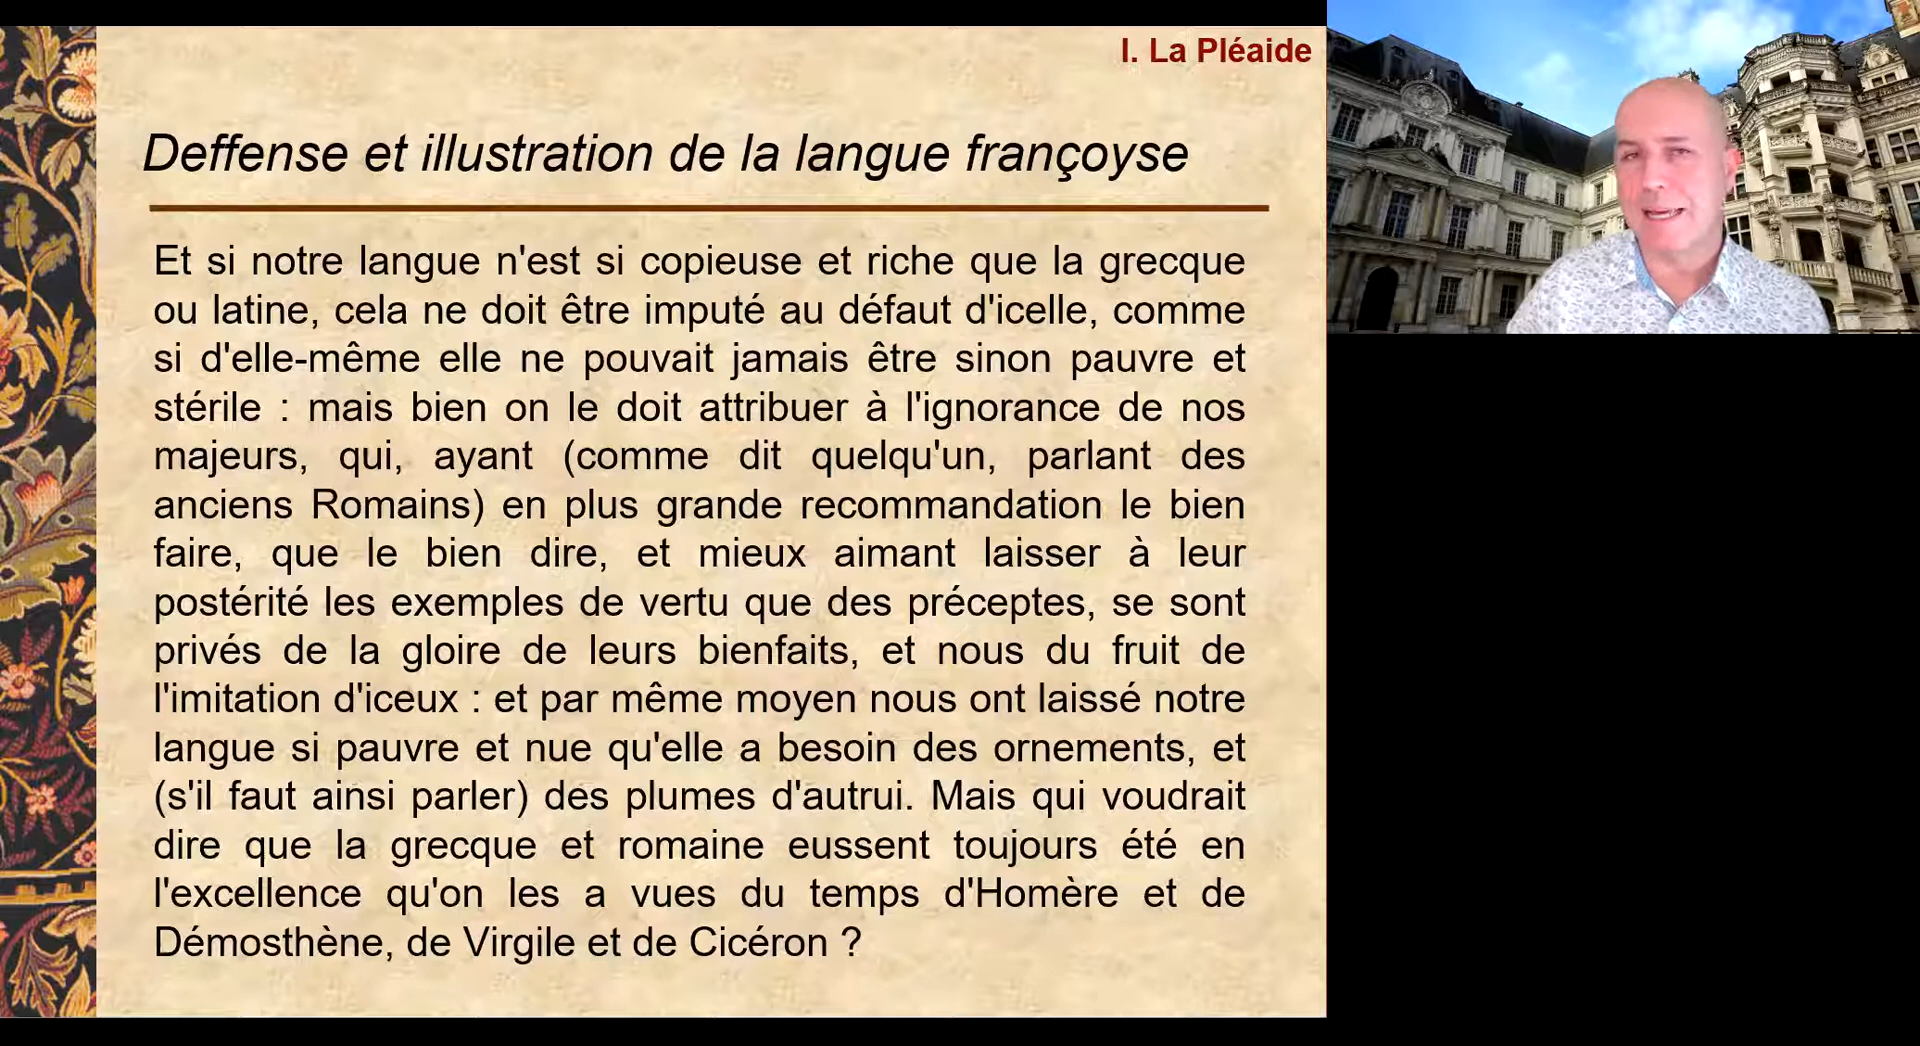 I. La Pléaide
Deffense et illustration de la langue françoyse
Et si notre langue n'est si copieuse et riche que la grecque
ou latine, cela ne doit être imputé au défaut d'icelle, comme
si d'elle-même elle ne pouvait jamais être sinon pauvre et
stérile : mais bien on le doit attribuer à l'ignorance de nos
majeurs, qui, ayant (comme dit quelqu'un, parlant des
anciens Romains) en plus grande recommandation le bien
faire, que le bien dire, et mieux aimant laisser à leur
postérité les exemples de vertu que des préceptes, se sont
privés de la gloire de leurs bienfaits, et nous du fruit de
l'imitation d'iceux : et par même moyen nous ont laissé notre
langue si pauvre et nue qu'elle a besoin des ornements, et
(s'il faut ainsi parler) des plumes d'autrui. Mais qui voudrait
dire que la grecque et romaine eussent toujours été en
l'excellence qu'on les a vues du temps d'Homère et de
Démosthène, de Virgile et de Cicéron ?